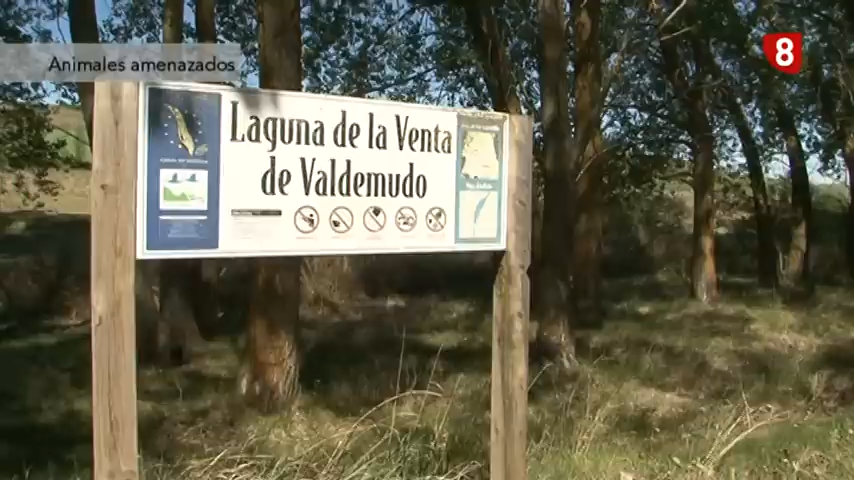 Animales amenazados
8
Laguna de la Venta
de Valdemudo